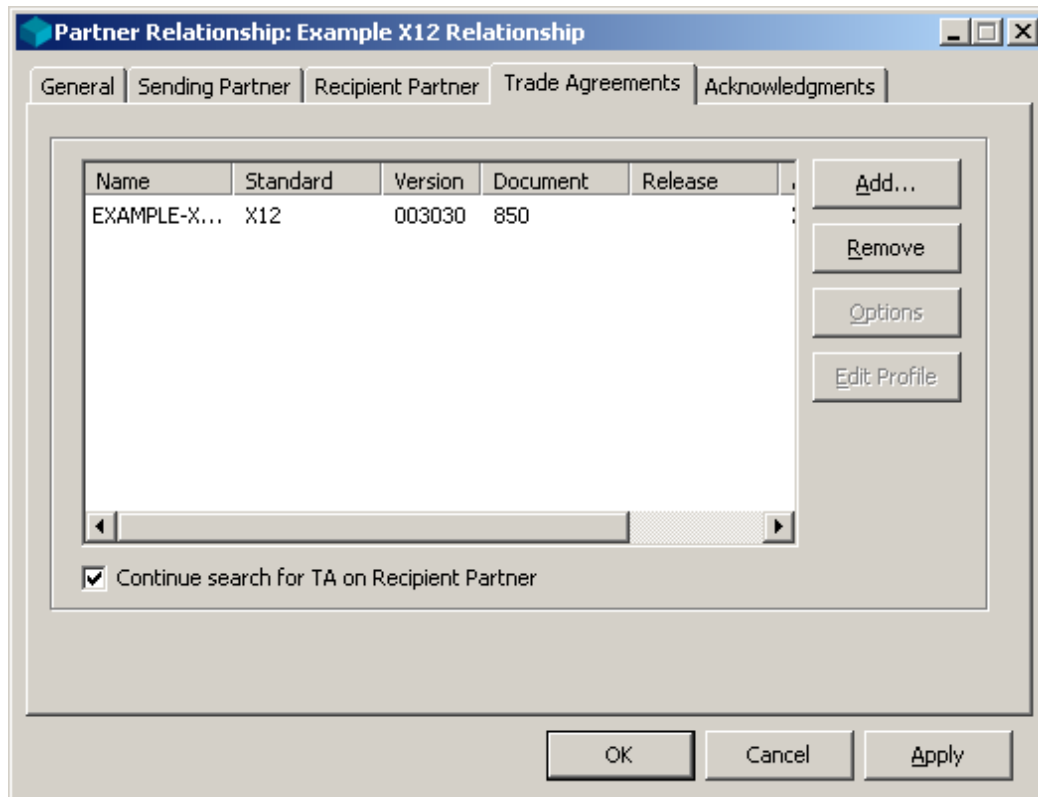 Partner Relationship: Example X12 Relationship
General Sending Partner Recipient Partner Trade Agreements Acknowledgments
Name Standard Version Document Release
EXAMPLE-X... X12 003030 850
Add...
Remove
Options
Edit Profile
Continue search for TA on Recipient Partner
OK Cancel Apply